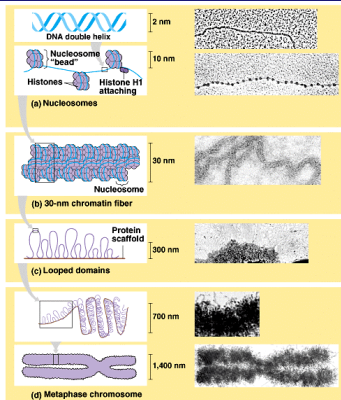 2 nm
DNA double helix
Nucleosome
"bead"
10 nm
Histones
Histone H1
attaching
(a) Nucleosomes
30 nm
Nucleosome
(b) 30-nm chromatin fiber
Protein
scaffold
300 nm
(c) Looped domains
700 nm
1,400 nm
(d) Metaphase chromosome